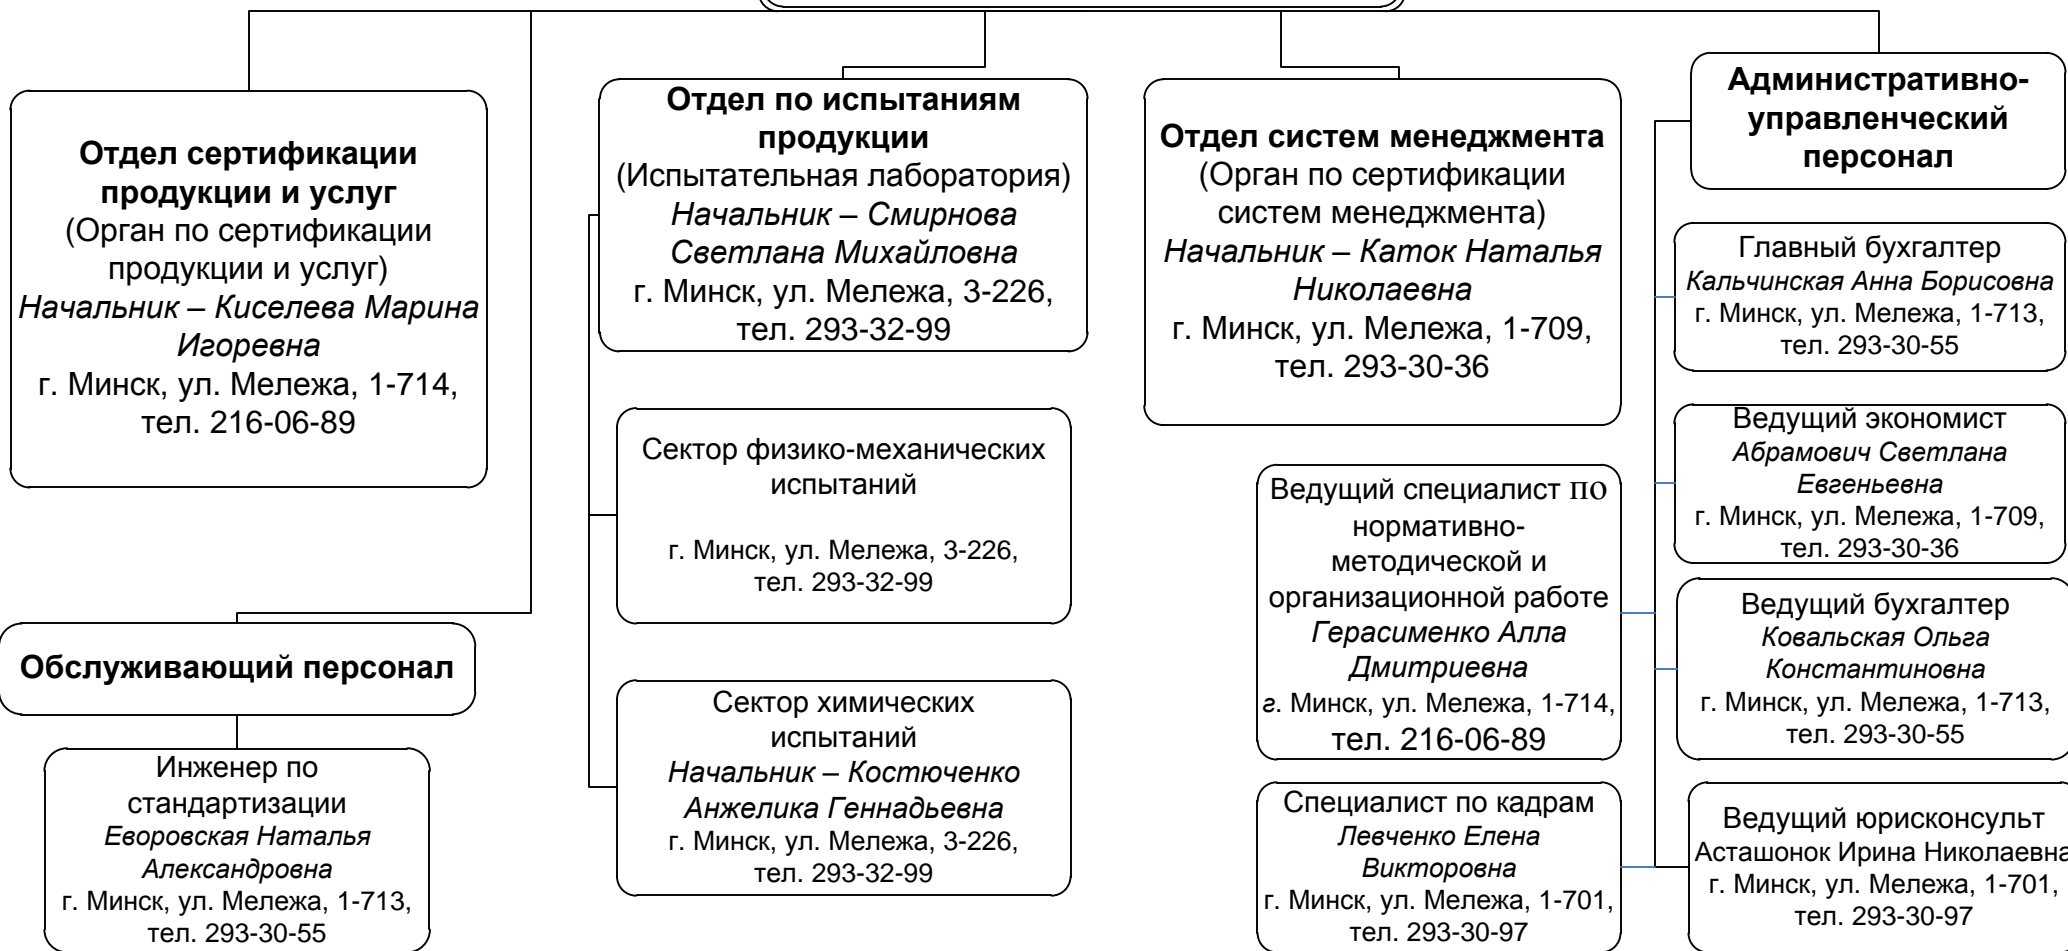 Отдел сертификации
продукции и услуг
(Орган по сертификации
продукции и услуг)
Начальник – Киселева Марина
Игоревна
г. Минск, ул. Мележа, 1-714,
тел. 216-06-89
Обслуживающий персонал
Инженер по
стандартизации
Еворовская Наталья
Александровна
г. Минск, ул. Мележа, 1-713,
тел. 293-30-55
Отдел по испытаниям
продукции
(Испытательная лаборатория)
Начальник – Смирнова
Светлана Михайловна
г. Минск, ул. Мележа, 3-226,
тел. 293-32-99
Сектор физико-механических
испытаний
г. Минск, ул. Мележа, 3-226,
тел. 293-32-99
Сектор химических
испытаний
Начальник – Костюченко
Анжелика Геннадьевна
г. Минск, ул. Мележа, 3-226,
тел. 293-32-99
Отдел систем менеджмента
(Орган по сертификации
систем менеджмента)
Начальник – Каток Наталья
Николаевна
г. Минск, ул. Мележа, 1-709,
тел. 293-30-36
Административно-
управленческий
персонал
Главный бухгалтер
Кальчинская Анна Борисовна
г. Минск, ул. Мележа, 1-713,
тел. 293-30-55
Ведущий экономист
Абрамович Светлана
Евгеньевна
г. Минск, ул. Мележа, 1-709,
тел. 293-30-36
Ведущий специалист по
нормативно-
методической и
организационной работе
Герасименко Алла
Дмитриевна
г. Минск, ул. Мележа, 1-714,
тел. 216-06-89
Ведущий бухгалтер
Ковальская Ольга
Константиновна
г. Минск, ул. Мележа, 1-713,
тел. 293-30-55
Специалист по кадрам
Левченко Елена
Викторовна
г. Минск, ул. Мележа, 1-701,
тел. 293-30-97
Ведущий юрисконсульт
Асташонок Ирина Николаевна
г. Минск, ул. Мележа, 1-701,
тел. 293-30-97